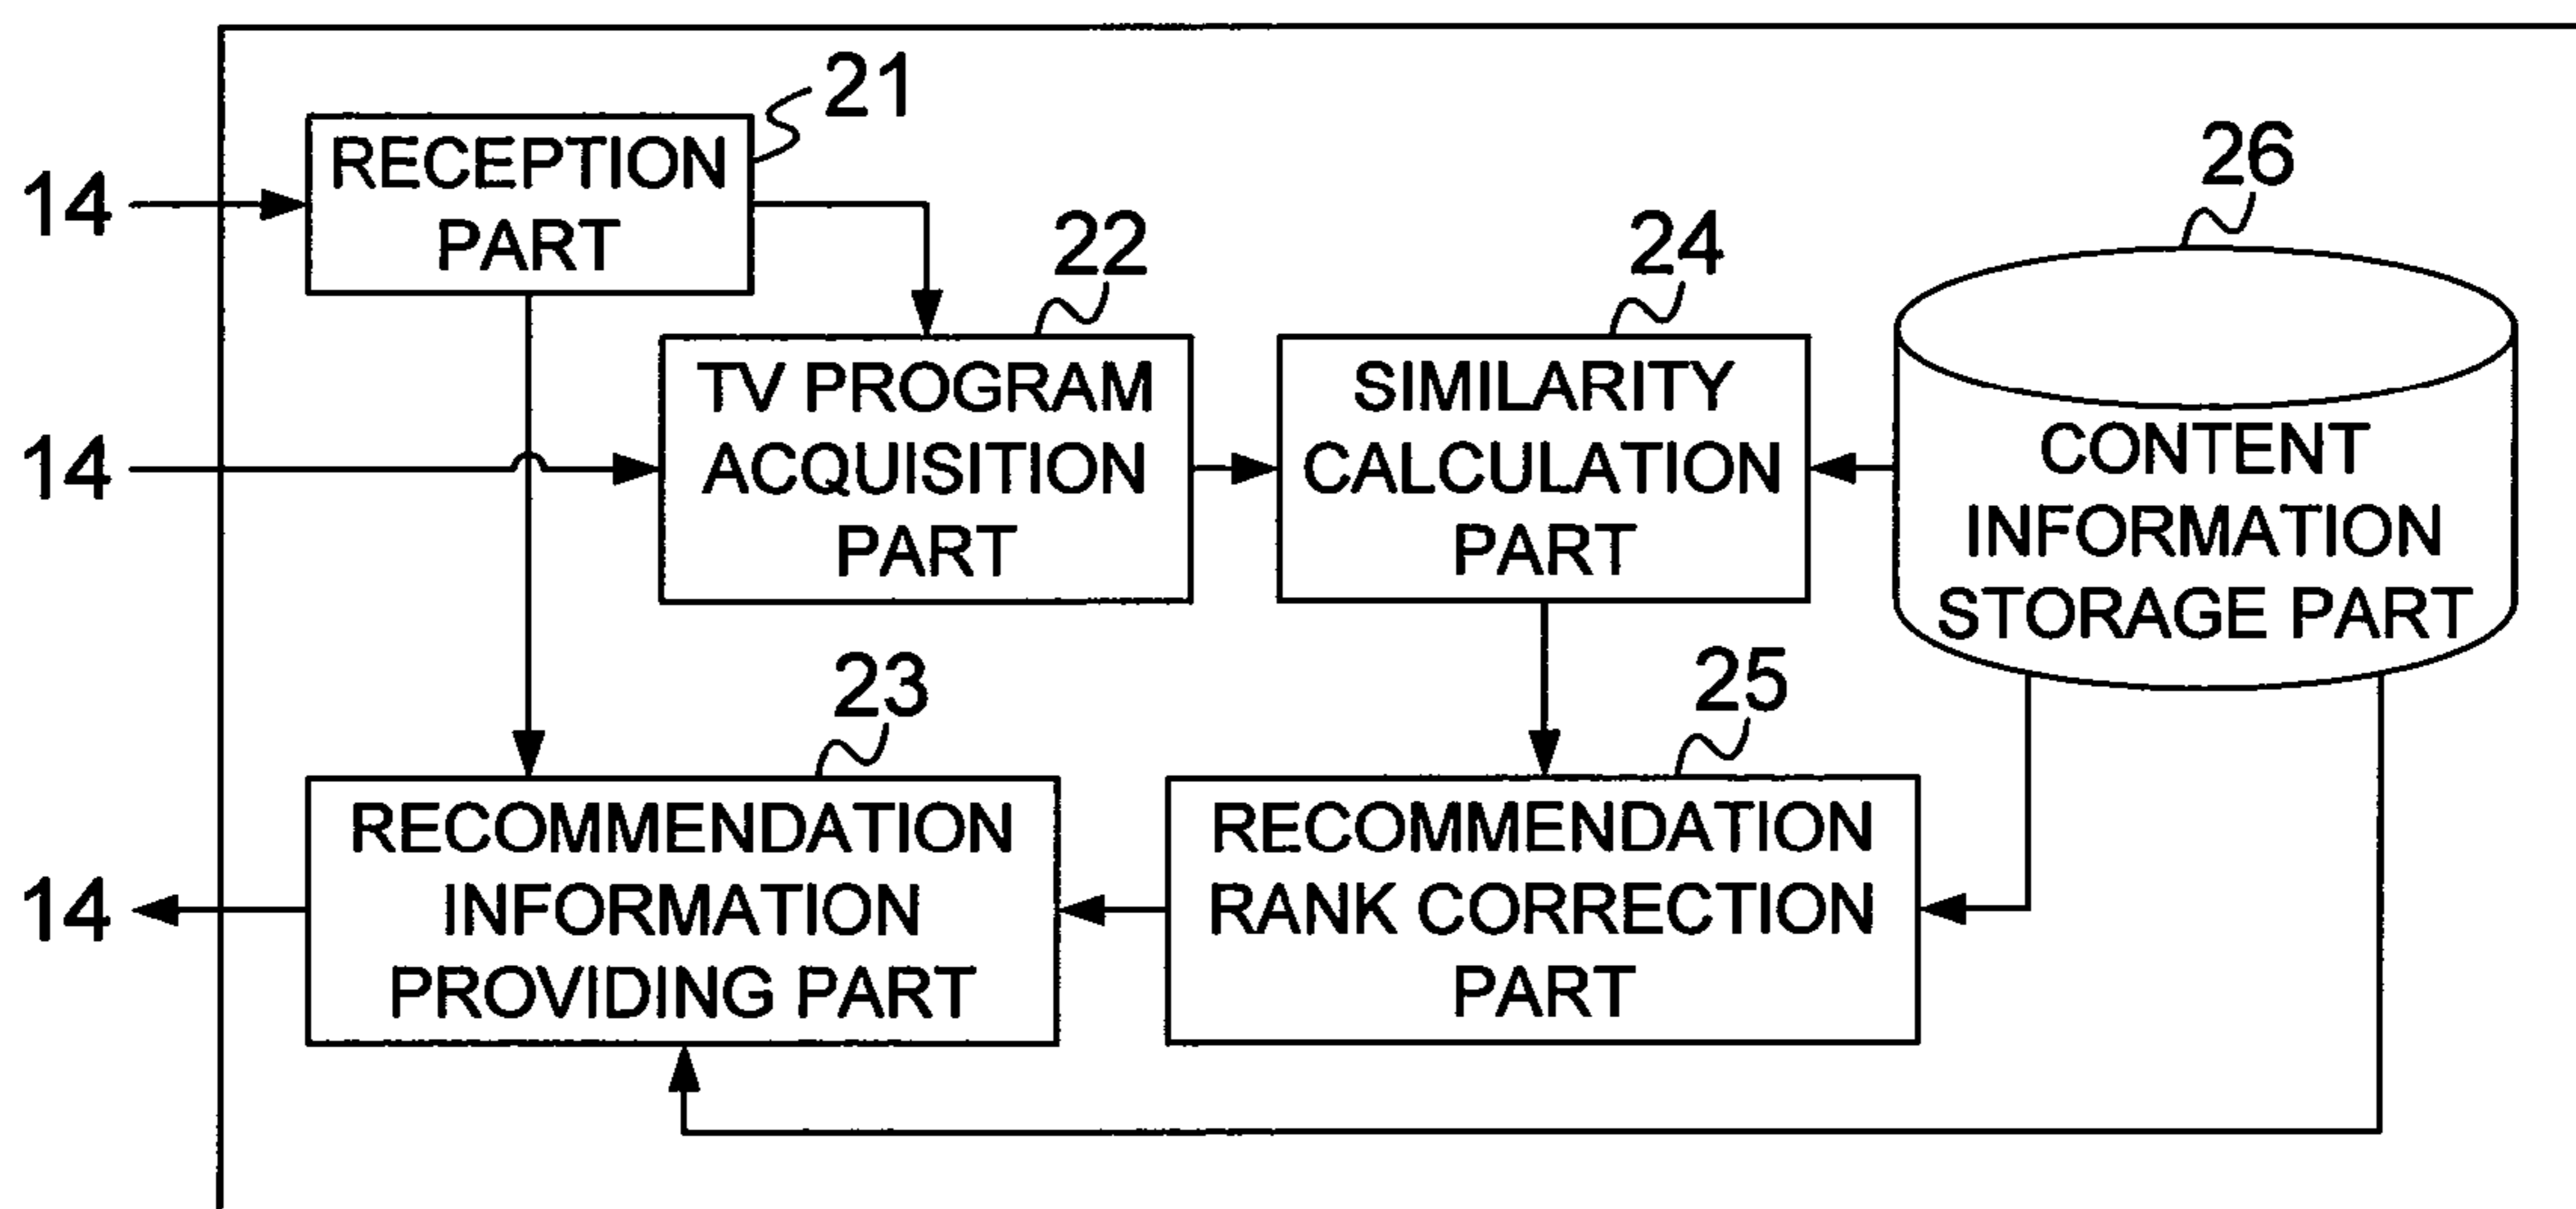 21
RECEPTION
PART
14
26
22
24
TV PROGRAM
ACQUISITION
PART
14
SIMILARITY
CALCULATION
PART
CONTENT
INFORMATION
STORAGE PART
23
25
RECOMMENDATION
INFORMATION
PROVIDING PART
14
RECOMMENDATION
RANK CORRECTION
PART